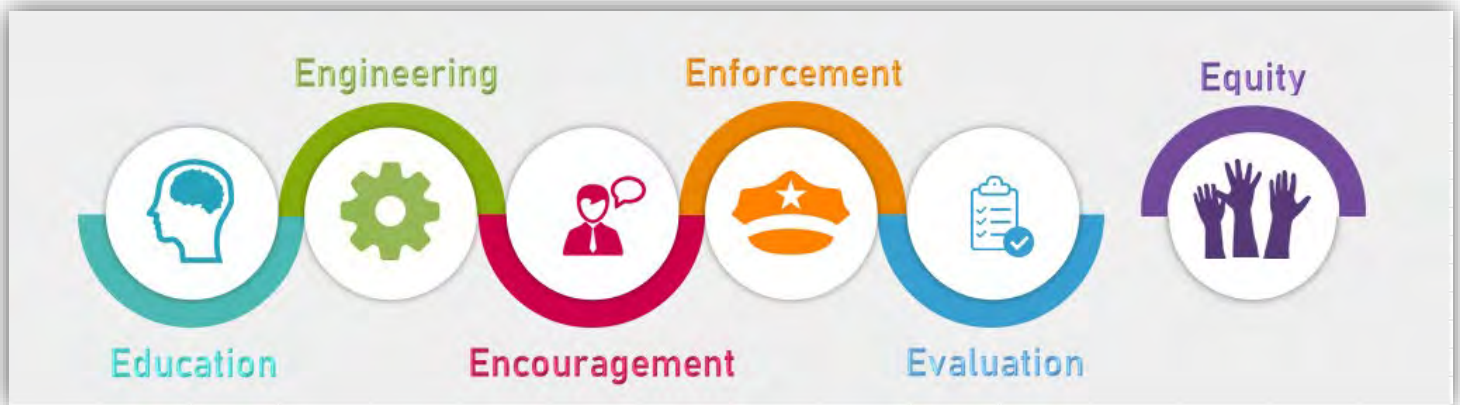 Engineering
Enforcement
Equity
Education
Encouragement
Evaluation